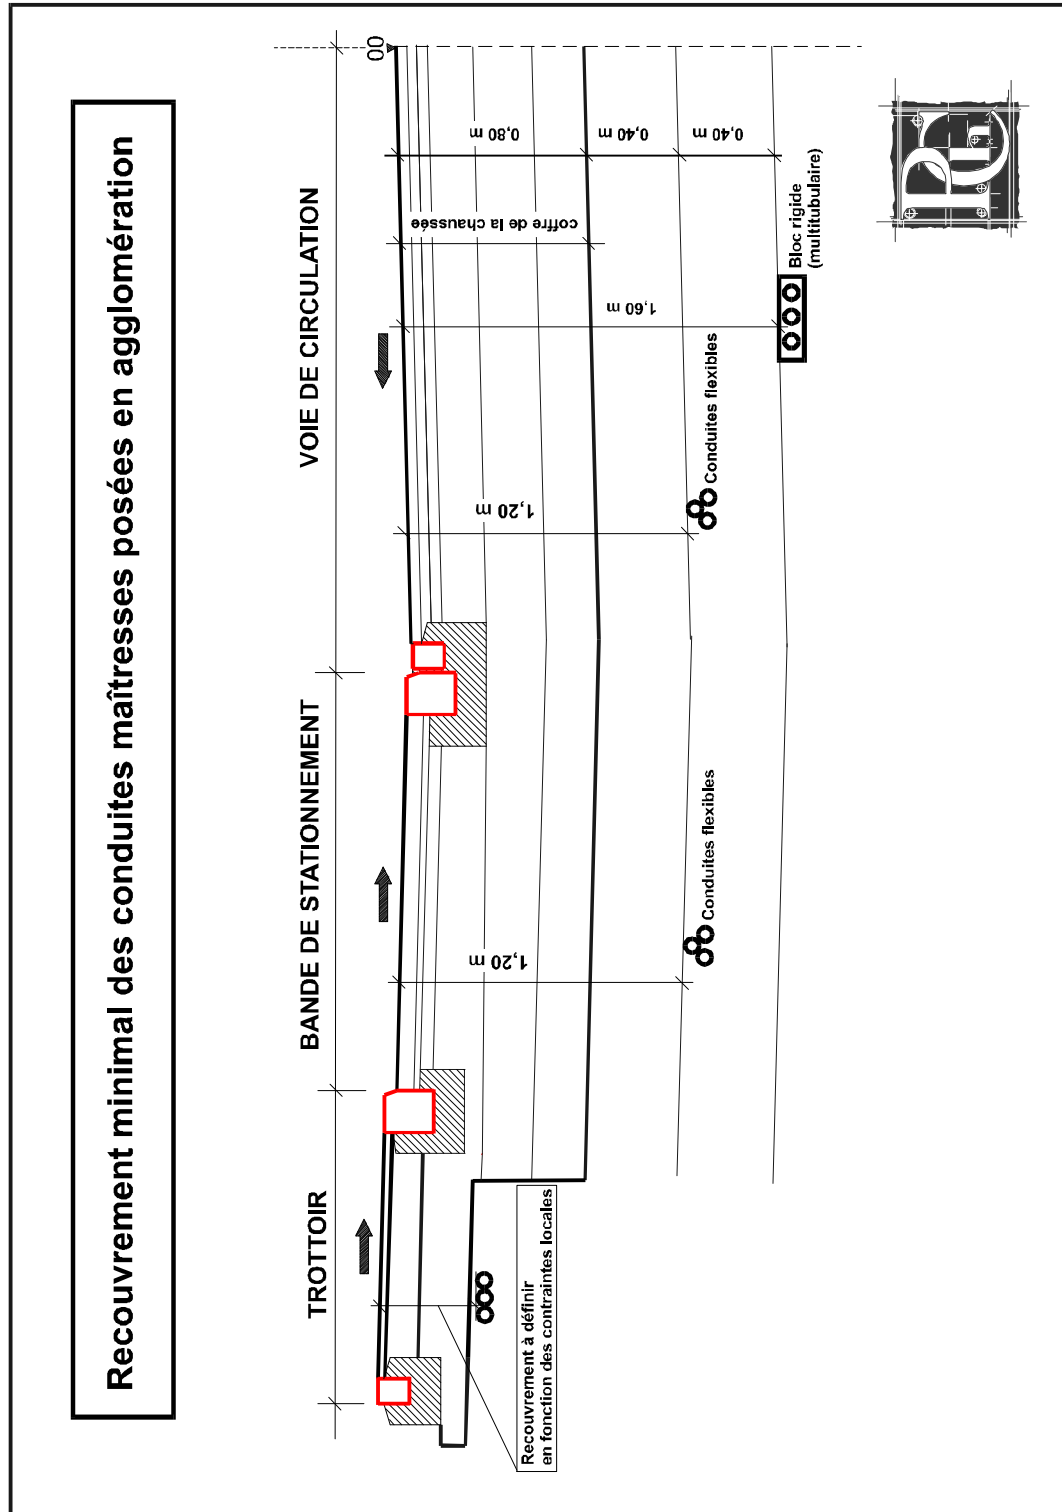 Recouvrement minimal des conduites maîtresses posées en agglomération
TROTTOIR
BANDE DE STATIONNEMENT
VOIE DE CIRCULATION
00
0,80 m
0,40 m
0,40 m
coffre de la chaussée
1,60 m
1,20 m
1,20 m
Conduites flexibles
Conduites flexibles
Bloc rigide
(multitubulaire)
Recouvrement à définir
en fonction des contraintes locales